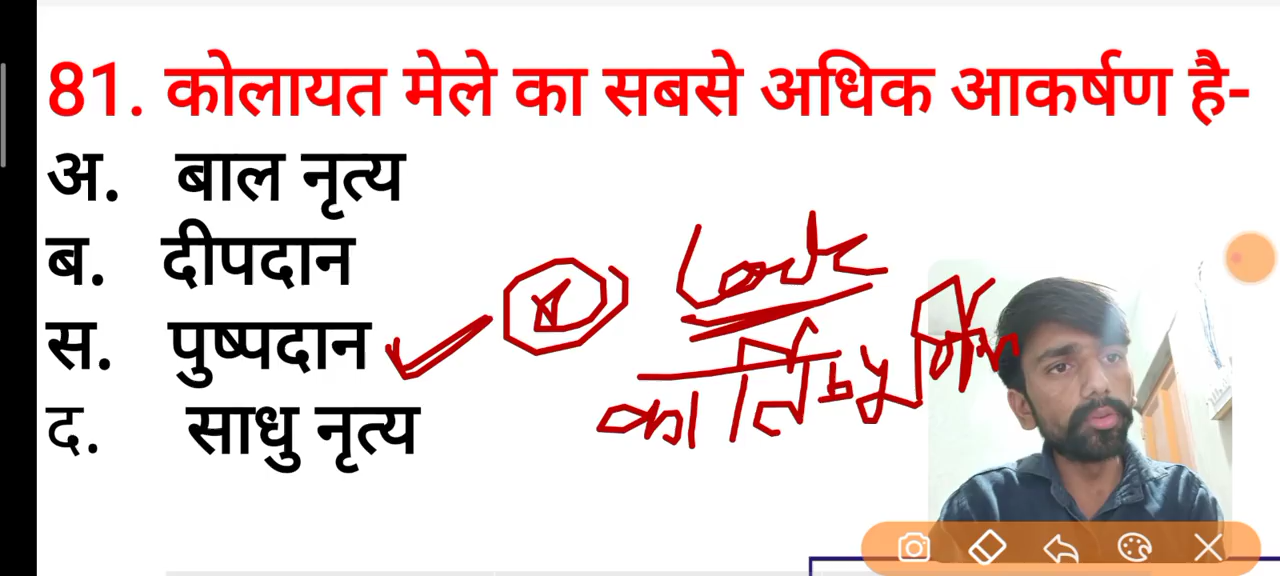 81. कोलायत मेले का सबसे अधिक आकर्षण है-
अ. बाल नृत्य
ब. दीपदान
स. पुष्पदान
द. साधु नृत्य